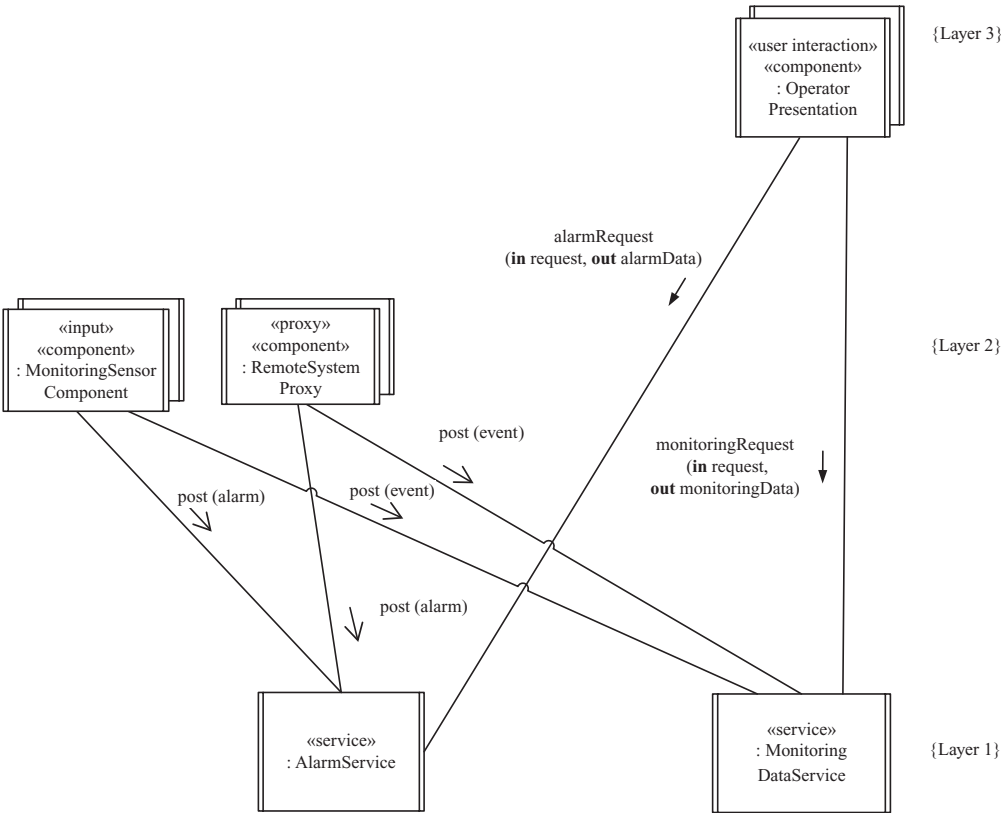 «user interaction»
«component»
: Operator
Presentation
{Layer 3}
alarmRequest
(in request, out alarmData)
«input»
«component»
: MonitoringSensor
Component
«proxy»
«component»
: RemoteSystem
Proxy
{Layer 2}
post (event)
monitoringRequest
(in request,
out monitoringData)
post (alarm)
post (event)
post (alarm)
«service»
: AlarmService
«service»
: Monitoring
DataService
{Layer 1}